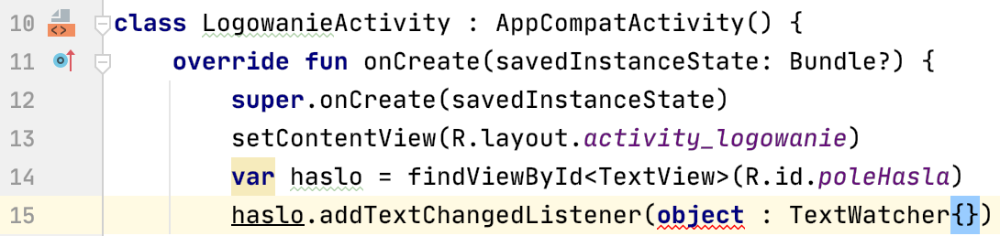 10 <> class LogowanieActivity : AppCompatActivity() {
11 override fun onCreate(savedInstanceState: Bundle?) {
12 super.onCreate(savedInstanceState)
13 setContentView(R.layout.activity_logowanie)
14 var haslo = findViewById<TextView>(R.id.poleHasla)
15 haslo.addTextChangedListener(object : TextWatcher{})